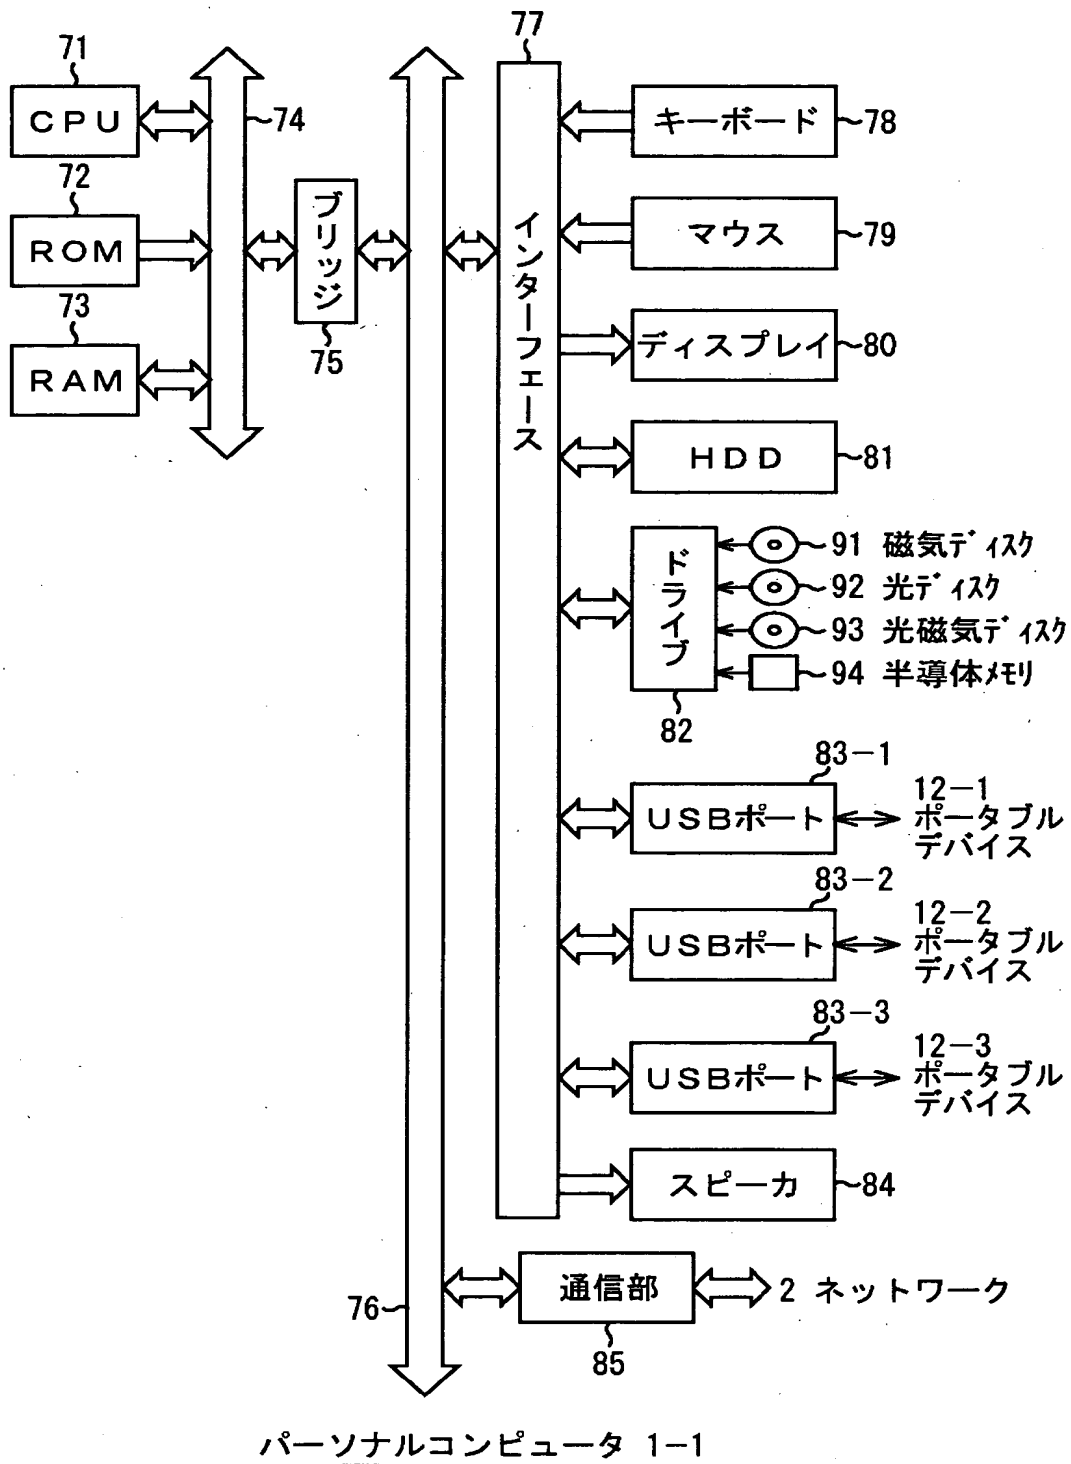 71
CPU
72
ROM
73
RAM
74
ブリッジ
75
76
77
インターフェース
キーボード
78
マウス
79
ディスプレイ
80
HDD
81
ドライブ
82
91 磁気ディスク
92 光ディスク
93 光磁気ディスク
94 半導体メモリ
83-1
USBポート
12-1
ポータブル
デバイス
83-2
USBポート
12-2
ポータブル
デバイス
83-3
USBポート
12-3
ポータブル
デバイス
スピーカ
84
通信部
85
2 ネットワーク
パーソナルコンピュータ 1-1